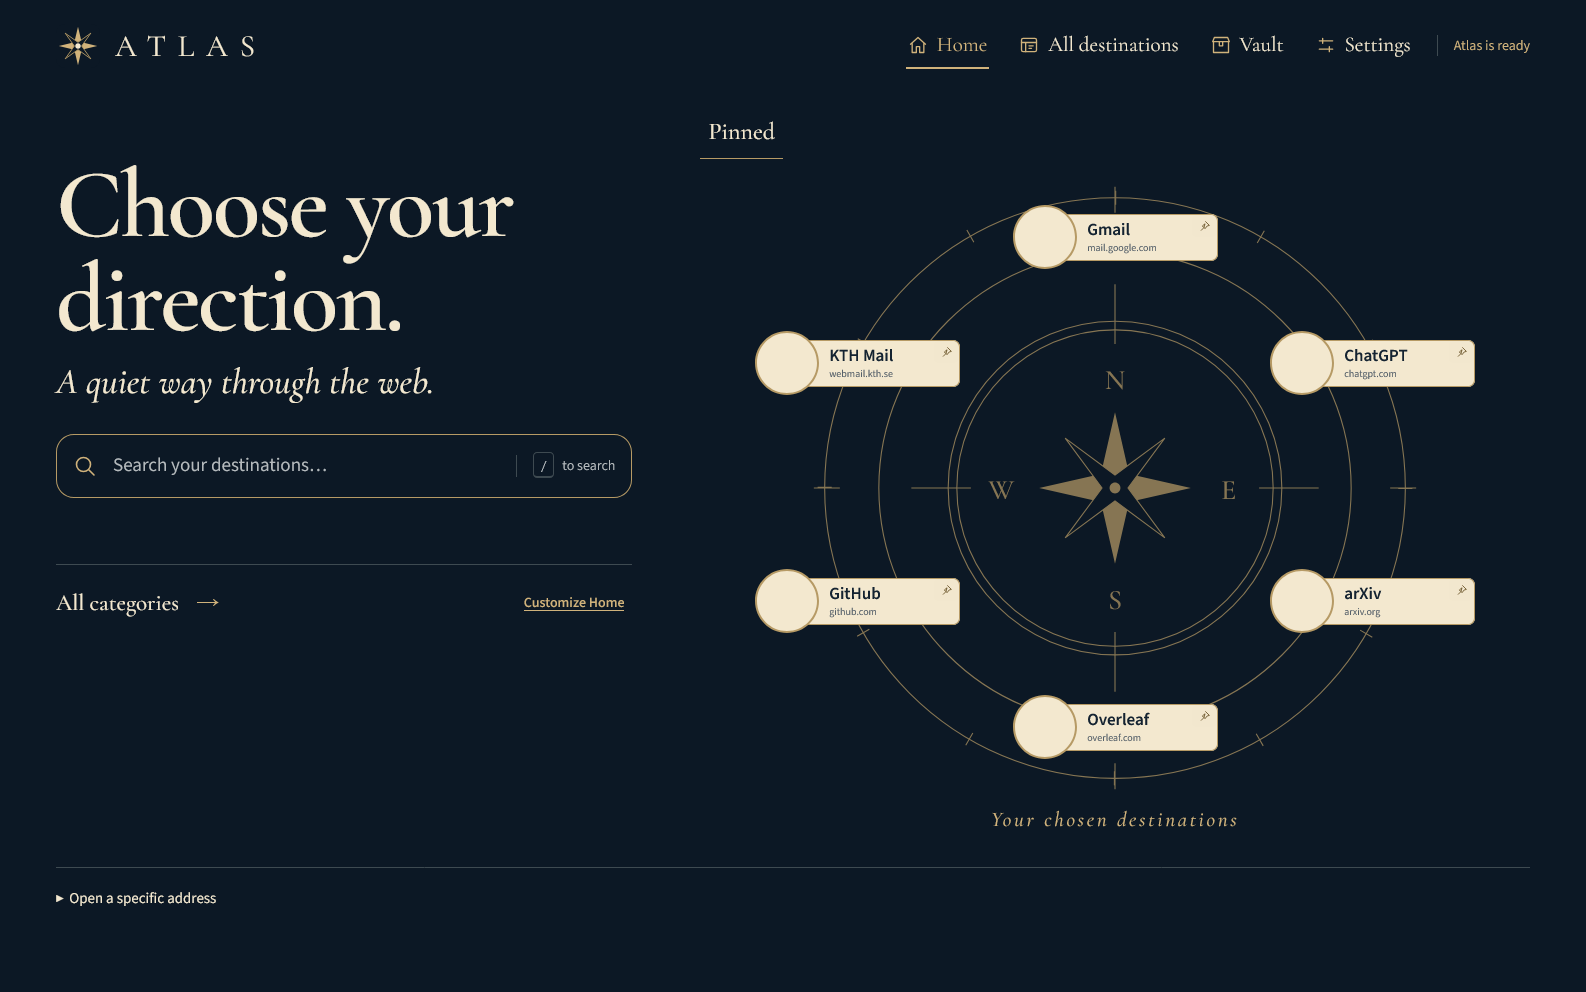 ATLAS
Home
All destinations
Vault
Settings
Atlas is ready
Choose your
direction.
A quiet way through the web.
Search your destinations…
/ to search
All categories →
Customize Home
Pinned
Gmail
mail.google.com
KTH Mail
webmail.kth.se
ChatGPT
chatgpt.com
N
W
E
S
GitHub
github.com
arXiv
arxiv.org
Overleaf
overleaf.com
Your chosen destinations
▸ Open a specific address